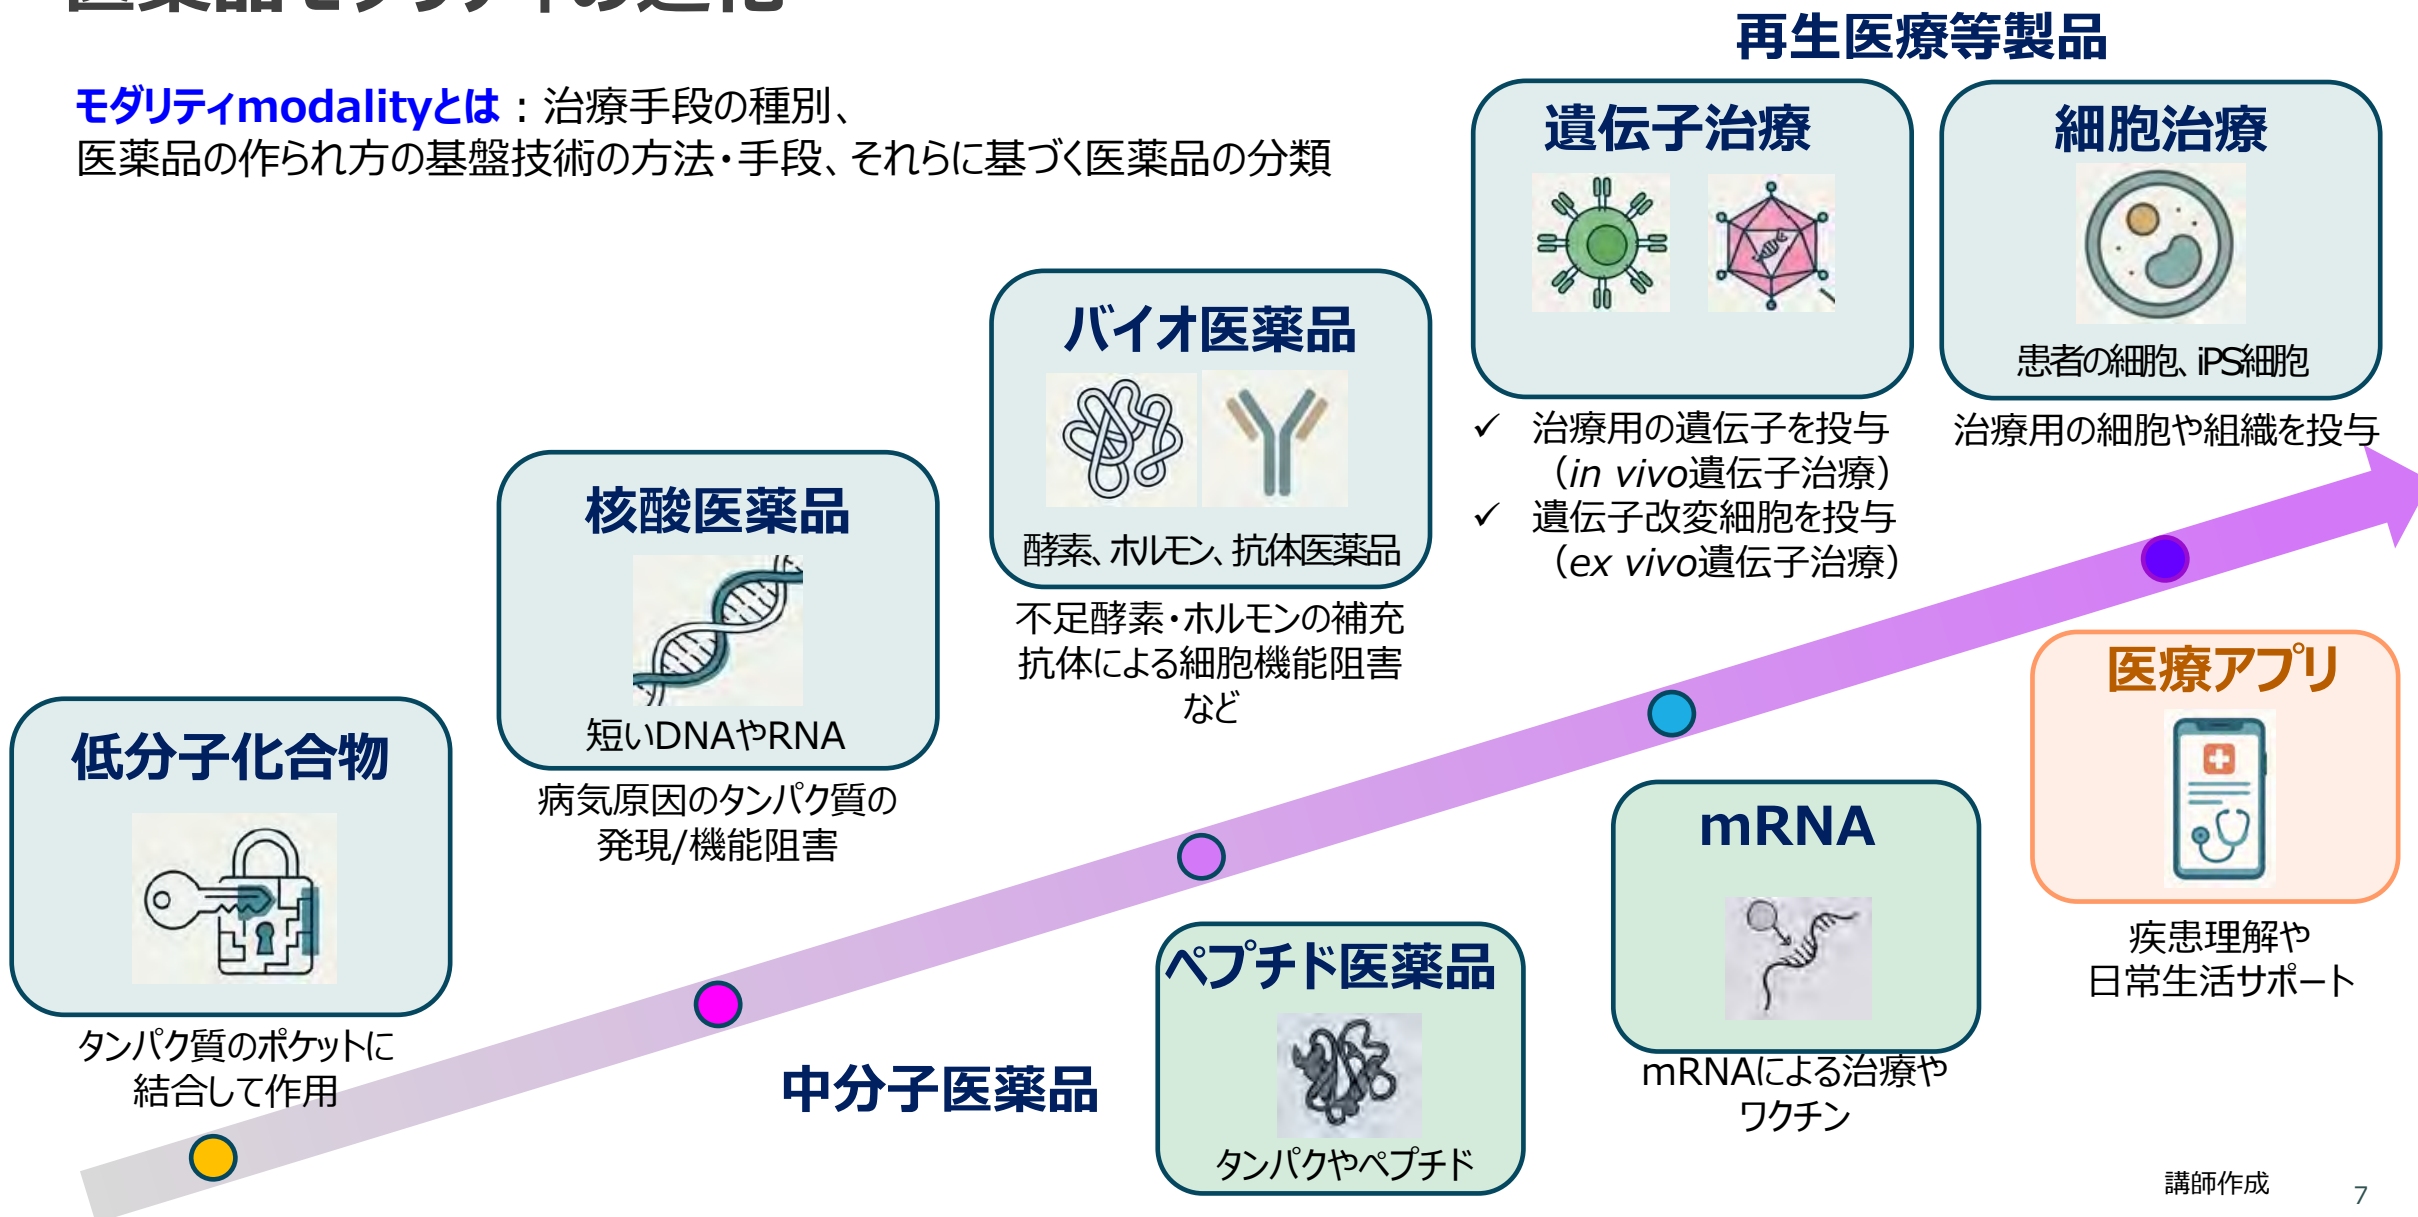 医薬品モダリティの進化
モダリティmodalityとは：治療手段の種別、
医薬品の作られ方の基盤技術の方法・手段、それらに基づく医薬品の分類
再生医療等製品
遺伝子治療
✓ 治療用の遺伝子を投与
（in vivo遺伝子治療）
✓ 遺伝子改変細胞を投与
（ex vivo遺伝子治療）
細胞治療
患者の細胞、iPS細胞
治療用の細胞や組織を投与
バイオ医薬品
酵素、ホルモン、抗体医薬品
不足酵素・ホルモンの補充
抗体による細胞機能阻害
など
核酸医薬品
短いDNAやRNA
病気原因のタンパク質の
発現/機能阻害
低分子化合物
タンパク質のポケットに
結合して作用
中分子医薬品
ペプチド医薬品
タンパクやペプチド
mRNA
mRNAによる治療や
ワクチン
医療アプリ
疾患理解や
日常生活サポート
講師作成
7